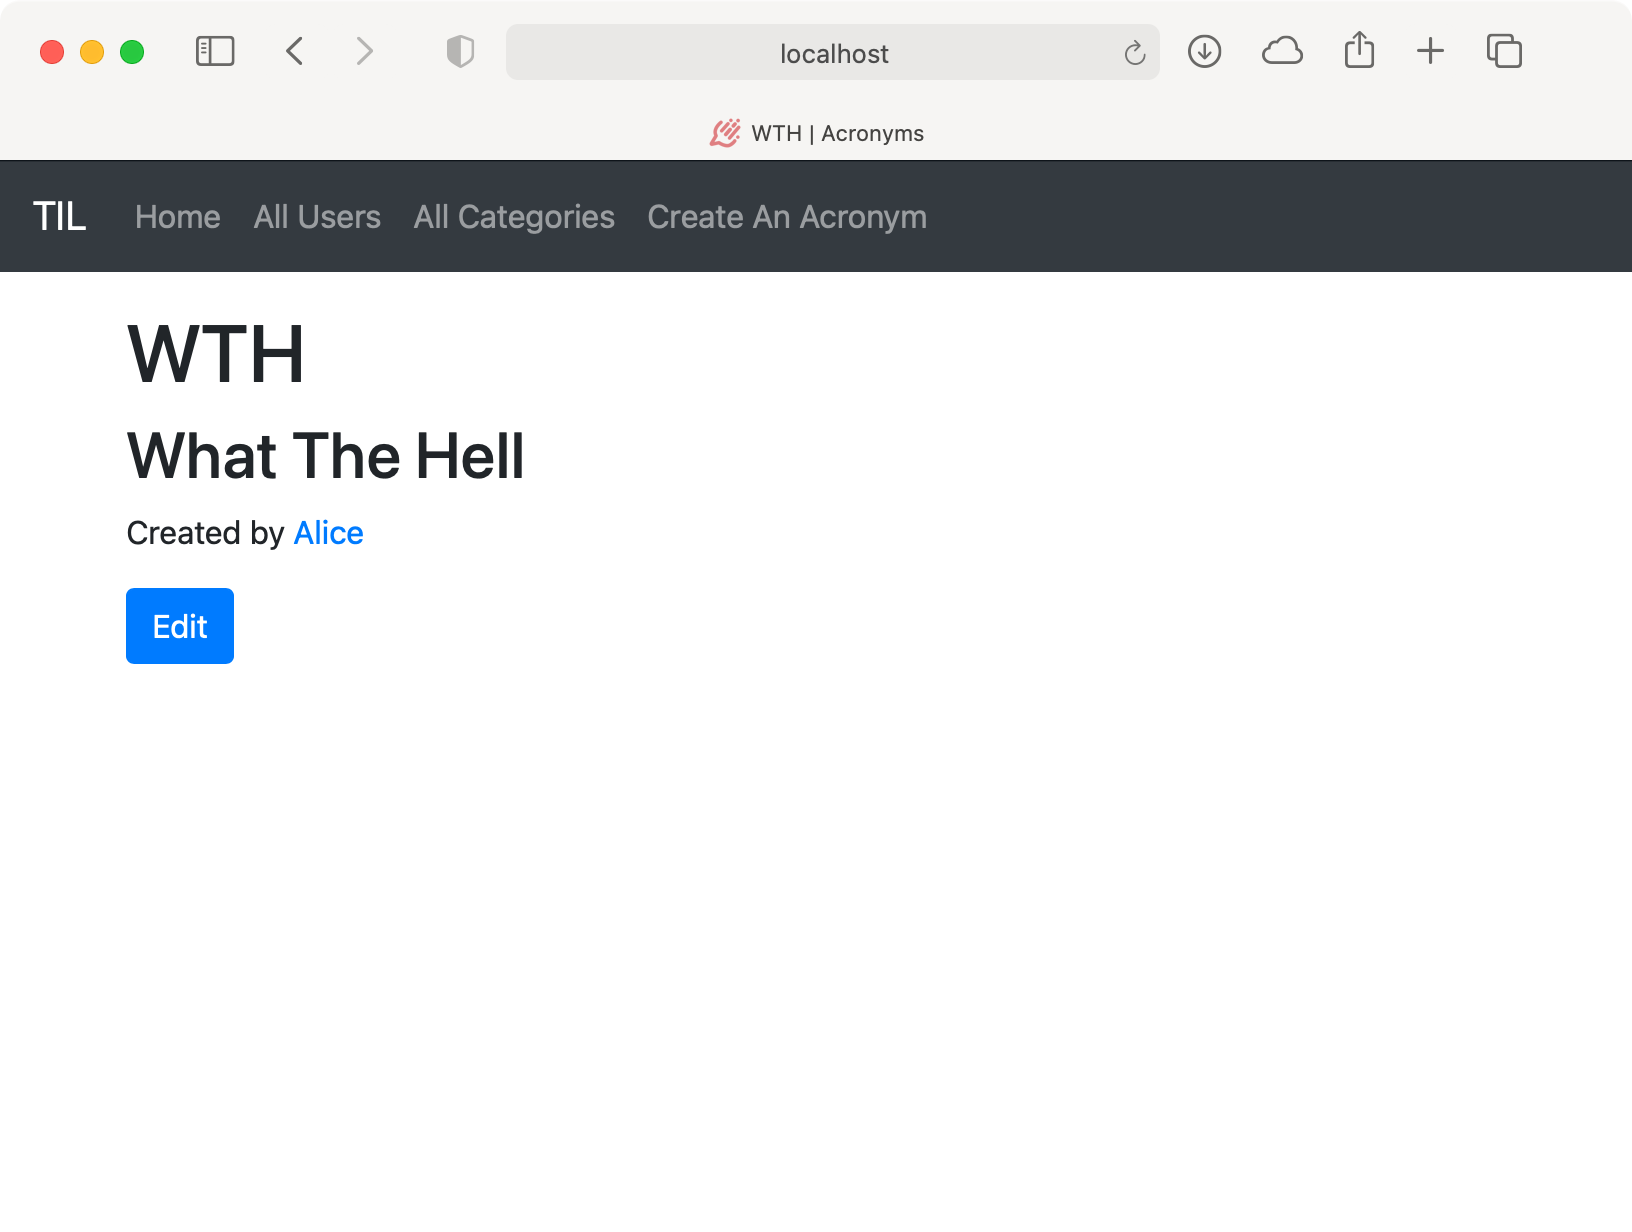 localhost
WTH | Acronyms
TIL Home All Users All Categories Create An Acronym
WTH
What The Hell
Created by Alice
Edit